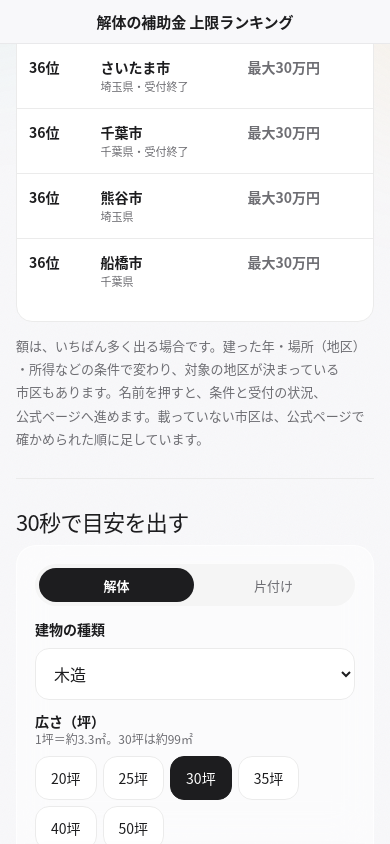 解体の補助金 上限ランキング
36位 さいたま市 最大30万円
埼玉県・受付終了
36位 千葉市 最大30万円
千葉県・受付終了
36位 熊谷市 最大30万円
埼玉県
36位 船橋市 最大30万円
千葉県
額は、いちばん多く出る場合です。建った年・場所（地区）
・所得などの条件で変わり、対象の地区が決まっている
市区もあります。名前を押すと、条件と受付の状況、
公式ページへ進めます。載っていない市区は、公式ページで
確かめられた順に足しています。
30秒で目安を出す
解体 片付け
建物の種類
木造
広さ（坪）
1坪＝約3.3㎡。30坪は約99㎡
20坪 25坪 30坪 35坪
40坪 50坪